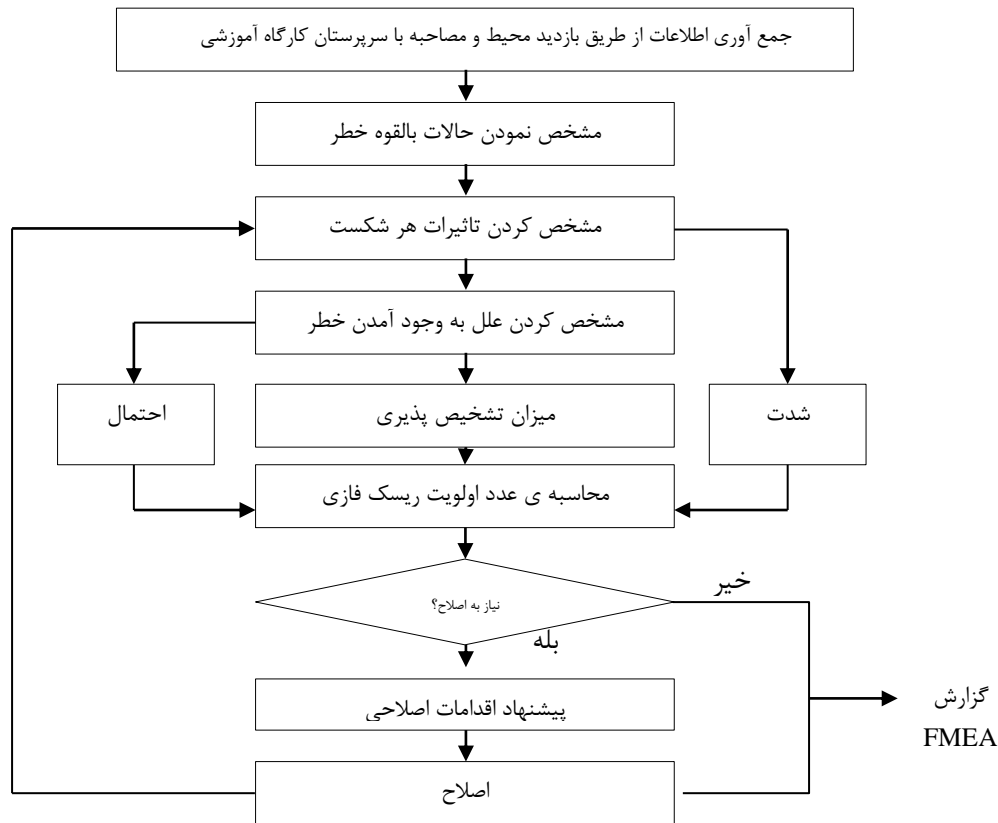 جمع آوری اطلاعات از طریق بازدید محیط و مصاحبه با سرپرستان کارگاه آموزشی
مشخص نمودن حالات بالقوه خطر
مشخص کردن تاثیرات هر شکست
مشخص کردن علل به وجود آمدن خطر
احتمال
میزان تشخیص پذیری
شدت
محاسبه ی عدد اولویت ریسک فازی
نیاز به اصلاح؟
خیر
بله
پیشنهاد اقدامات اصلاحی
اصلاح
گزارش
FMEA